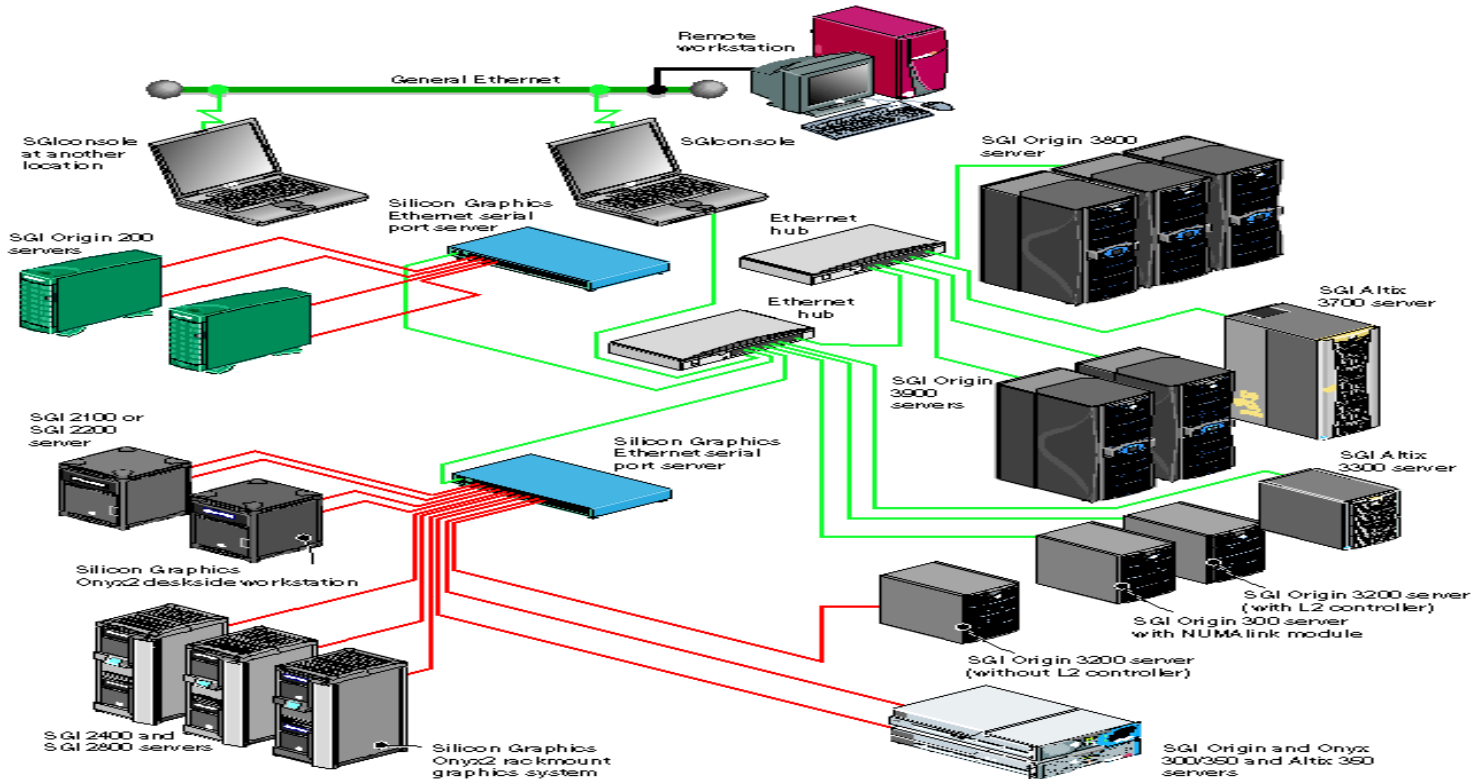 Remote
workstation
General Ethernet
SGIconsole
at another
location
SGIconsole
SGI Origin 3800
server
Silicon Graphics
Ethernet serial
port server
Ethernet
hub
SGI Origin 200
servers
SGI Altix
3700 server
Ethernet
hub
SGI Origin
3900
servers
SGI 2100 or
SGI 2200
server
Silicon Graphics
Ethernet serial
port server
SGI Altix
3300 server
Silicon Graphics
Onyx2 deskside workstation
SGI Origin 3200 server
(with L2 controller)
SGI Origin 300 server
with NUMAlink module
SGI Origin 3200 server
(without L2 controller)
SGI 2400 and
SGI 2800 servers
Silicon Graphics
Onyx2 rackmount
graphics system
SGI Origin and Onyx
300/350 and Altix 350
servers